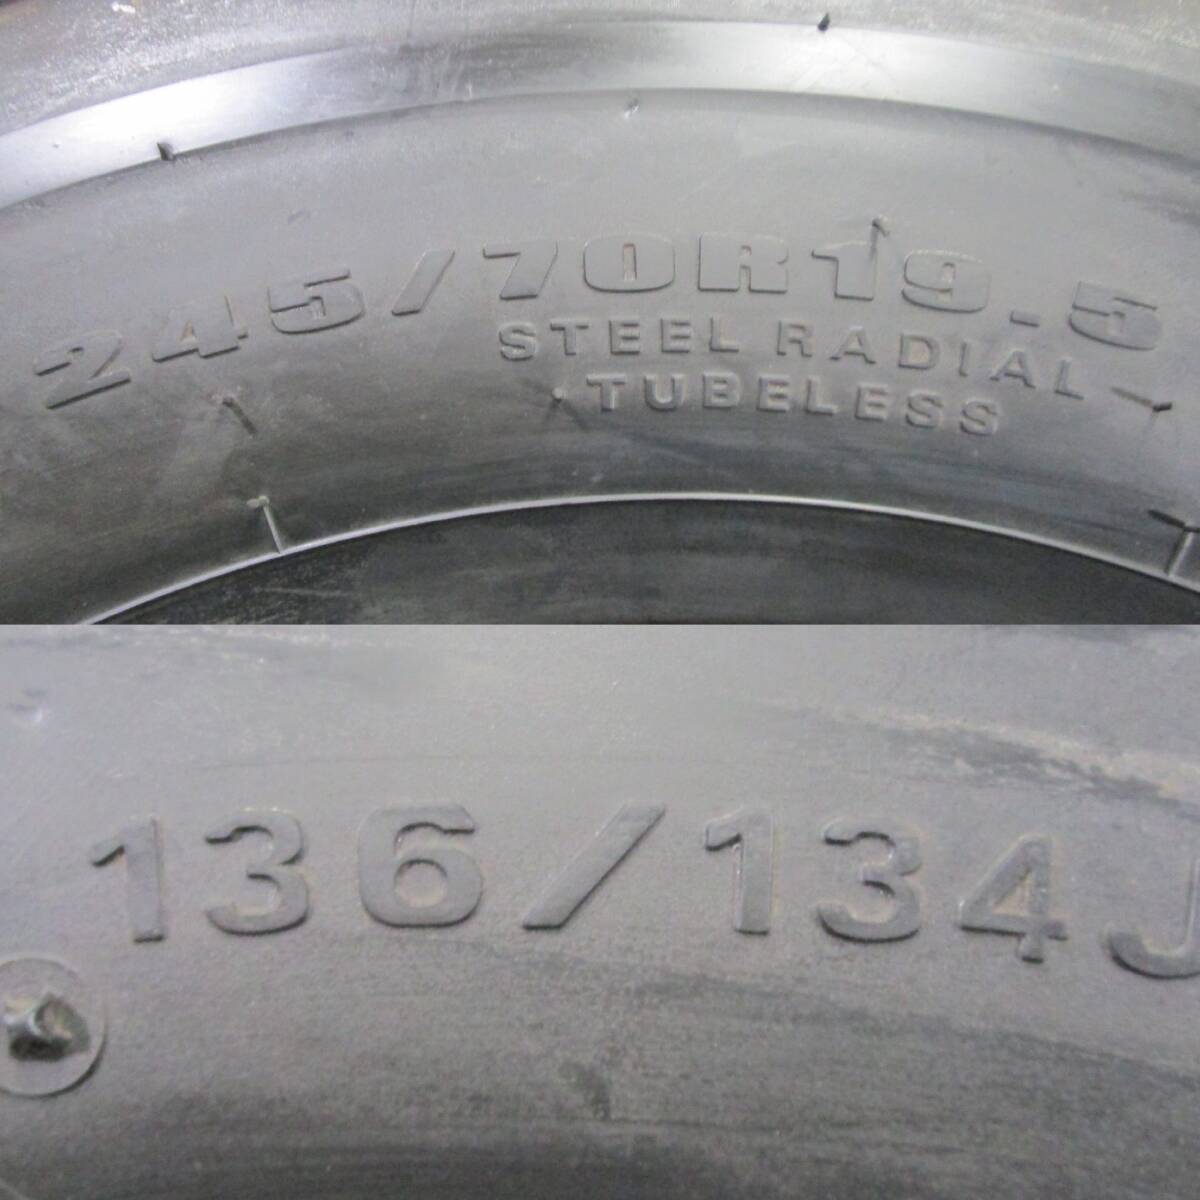 245/70R19.5
STEEL RADIAL
TUBELESS
136/134J